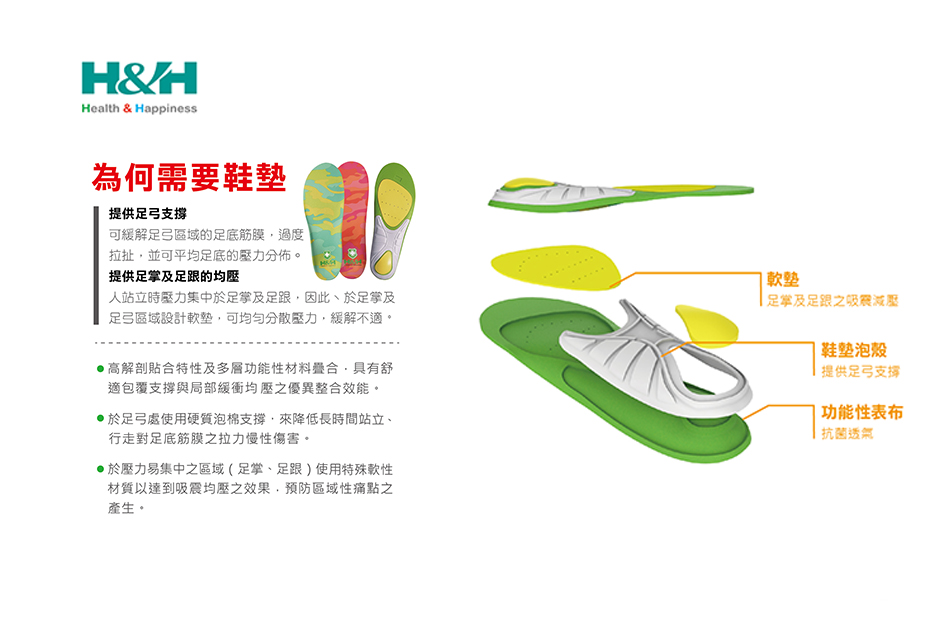 H&H
Health & Happiness
為何需要鞋墊
提供足弓支撐
可緩解足弓區域的足底筋膜，過度
拉扯，並可平均足底的壓力分佈。
提供足掌及足跟的均壓
人站立時壓力集中於足掌及足跟，因此、於足掌及
足弓區域設計軟墊，可均勻分散壓力，緩解不適。
高解剖貼合特性及多層功能性材料疊合，具有舒
適包覆支撐與局部緩衝均 壓之優異整合效能。
於足弓處使用硬質泡棉支撐，來降低長時間站立、
行走對足底筋膜之拉力慢性傷害。
於壓力易集中之區域（足掌、足跟）使用特殊軟性
材質以達到吸震均壓之效果，預防區域性痛點之
產生。
H&H
軟墊
足掌及足跟之吸震減壓
鞋墊泡殼
提供足弓支撐
功能性表布
抗菌透氣